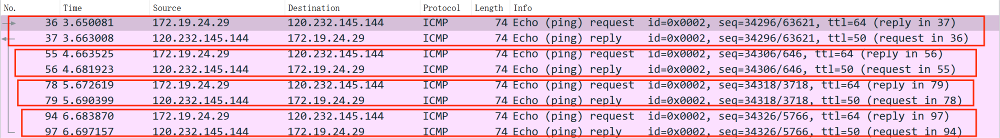 No. Time Source Destination Protocol Length Info
36 3.650081 172.19.24.29 120.232.145.144 ICMP 74 Echo (ping) request id=0x0002, seq=34296/63621, ttl=64 (reply in 37)
37 3.663008 120.232.145.144 172.19.24.29 ICMP 74 Echo (ping) reply id=0x0002, seq=34296/63621, ttl=50 (request in 36)
55 4.663525 172.19.24.29 120.232.145.144 ICMP 74 Echo (ping) request id=0x0002, seq=34306/646, ttl=64 (reply in 56)
56 4.681923 120.232.145.144 172.19.24.29 ICMP 74 Echo (ping) reply id=0x0002, seq=34306/646, ttl=50 (request in 55)
78 5.672619 172.19.24.29 120.232.145.144 ICMP 74 Echo (ping) request id=0x0002, seq=34318/3718, ttl=64 (reply in 79)
79 5.690399 120.232.145.144 172.19.24.29 ICMP 74 Echo (ping) reply id=0x0002, seq=34318/3718, ttl=50 (request in 78)
94 6.683870 172.19.24.29 120.232.145.144 ICMP 74 Echo (ping) request id=0x0002, seq=34326/5766, ttl=64 (reply in 97)
97 6.697157 120.232.145.144 172.19.24.29 ICMP 74 Echo (ping) reply id=0x0002, seq=34326/5766, ttl=50 (request in 94)